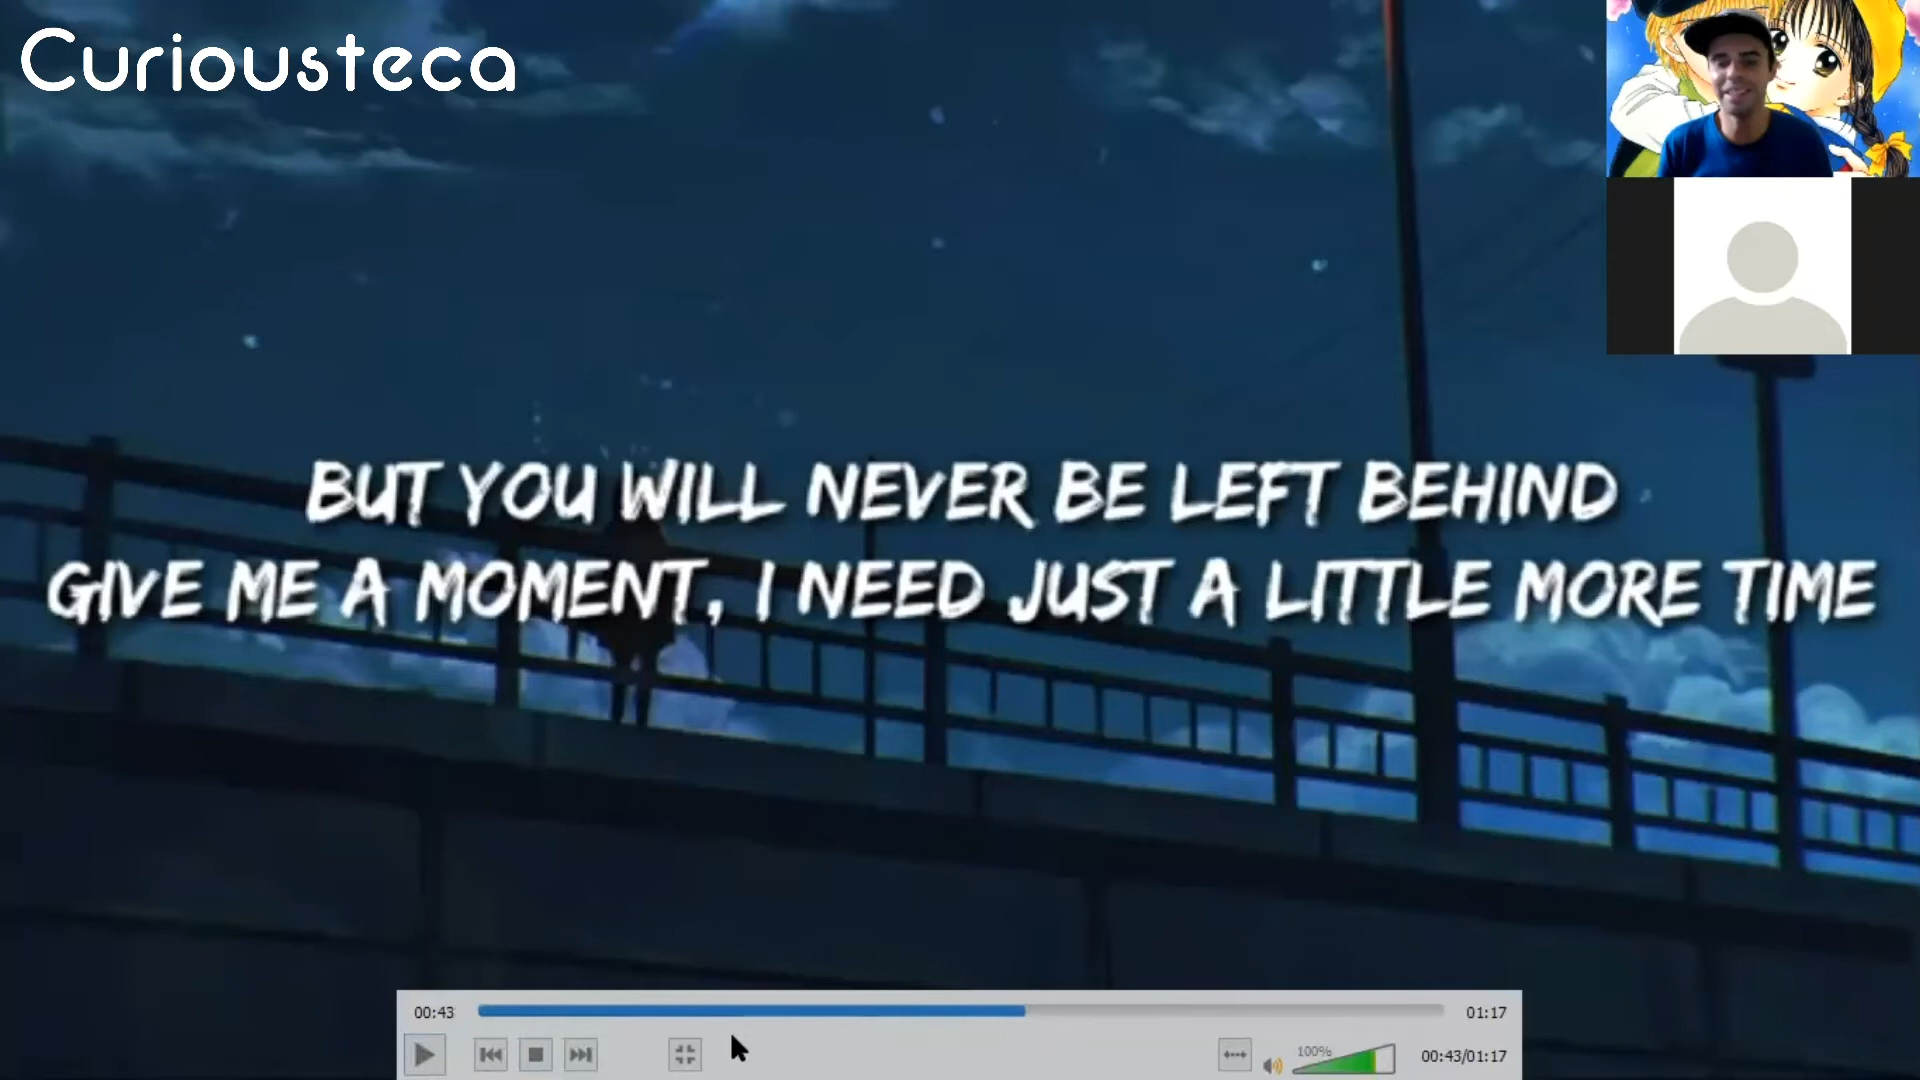 Curiousteca
BUT YOU WILL NEVER BE LEFT BEHIND
GIVE ME A MOMENT, I NEED JUST A LITTLE MORE TIME
00:43
01:17
100%
00:43/01:17